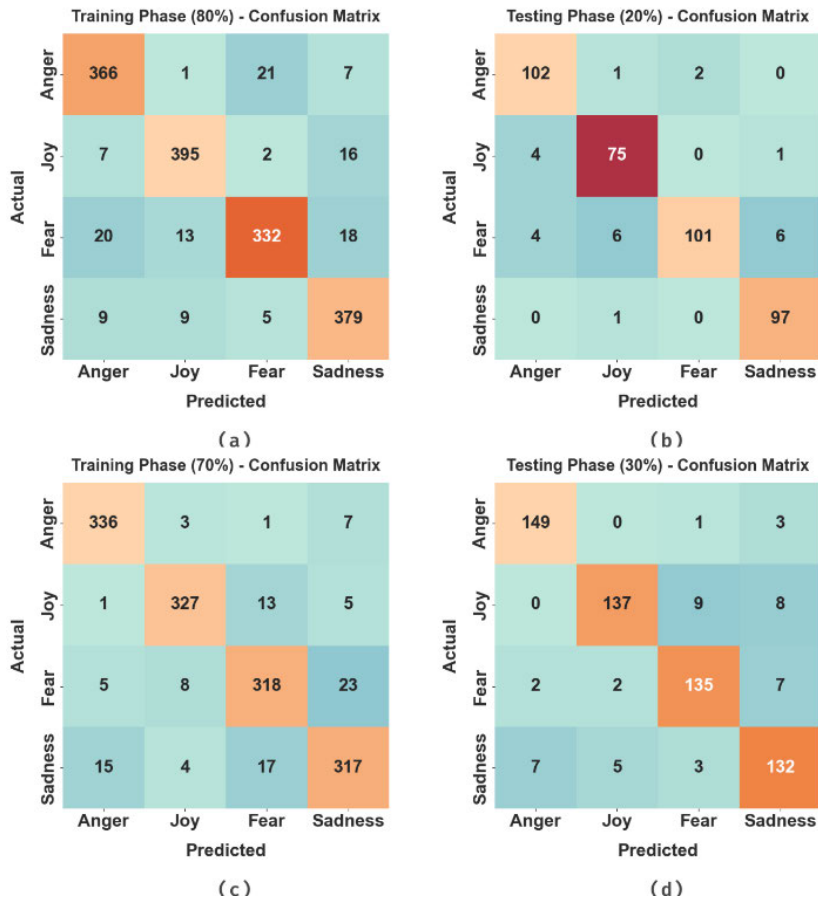 Training Phase (80%) - Confusion Matrix
Actual
Anger
366 1 21 7
Joy
7 395 2 16
Fear
20 13 332 18
Sadness
9 9 5 379
Anger Joy Fear Sadness
Predicted
(a)
Testing Phase (20%) - Confusion Matrix
Actual
Anger
102 1 2 0
Joy
4 75 0 1
Fear
4 6 101 6
Sadness
0 1 0 97
Anger Joy Fear Sadness
Predicted
(b)
Training Phase (70%) - Confusion Matrix
Actual
Anger
336 3 1 7
Joy
1 327 13 5
Fear
5 8 318 23
Sadness
15 4 17 317
Anger Joy Fear Sadness
Predicted
(c)
Testing Phase (30%) - Confusion Matrix
Actual
Anger
149 0 1 3
Joy
0 137 9 8
Fear
2 2 135 7
Sadness
7 5 3 132
Anger Joy Fear Sadness
Predicted
(d)